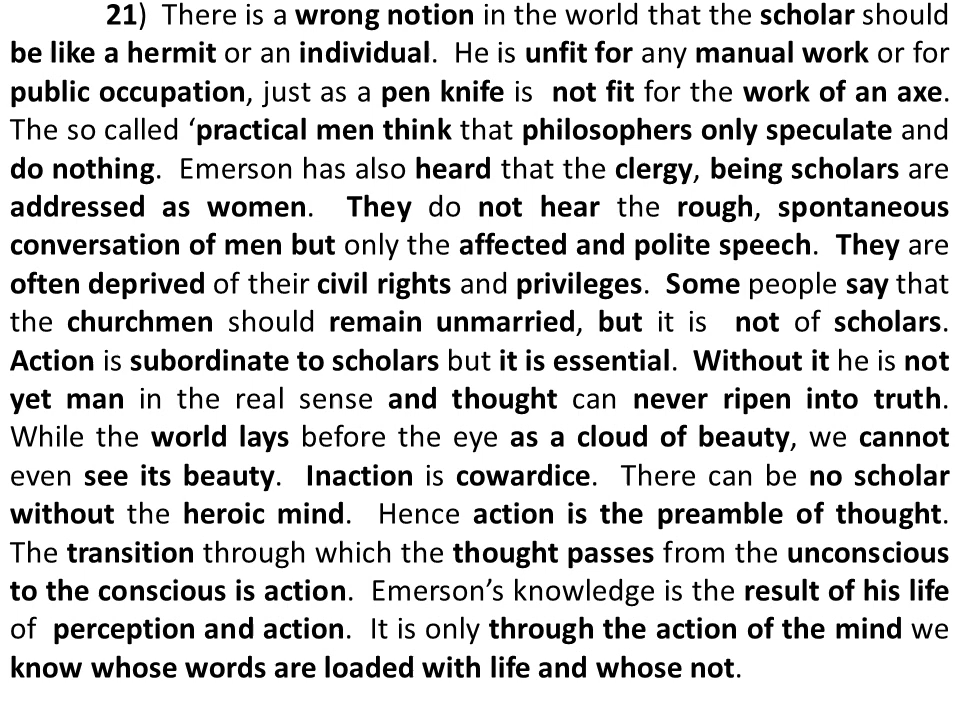 21) There is a wrong notion in the world that the scholar should
be like a hermit or an individual. He is unfit for any manual work or for
public occupation, just as a pen knife is not fit for the work of an axe.
The so called ‘practical men think that philosophers only speculate and
do nothing. Emerson has also heard that the clergy, being scholars are
addressed as women. They do not hear the rough, spontaneous
conversation of men but only the affected and polite speech. They are
often deprived of their civil rights and privileges. Some people say that
the churchmen should remain unmarried, but it is not of scholars.
Action is subordinate to scholars but it is essential. Without it he is not
yet man in the real sense and thought can never ripen into truth.
While the world lays before the eye as a cloud of beauty, we cannot
even see its beauty. Inaction is cowardice. There can be no scholar
without the heroic mind. Hence action is the preamble of thought.
The transition through which the thought passes from the unconscious
to the conscious is action. Emerson’s knowledge is the result of his life
of perception and action. It is only through the action of the mind we
know whose words are loaded with life and whose not.